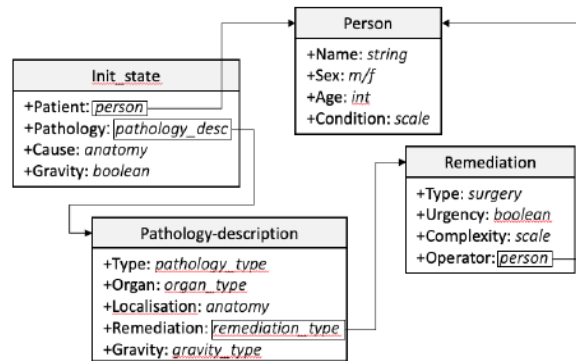 Person
+Name: string
+Sex: m/f
+Age: int
+Condition: scale
Init_state
+Patient: person
+Pathology: pathology_desc
+Cause: anatomy
+Gravity: boolean
Remediation
+Type: surgery
+Urgency: boolean
+Complexity: scale
+Operator: person
Pathology-description
+Type: pathology_type
+Organ: organ_type
+Localisation: anatomy
+Remediation: remediation_type
+Gravity: gravity_type